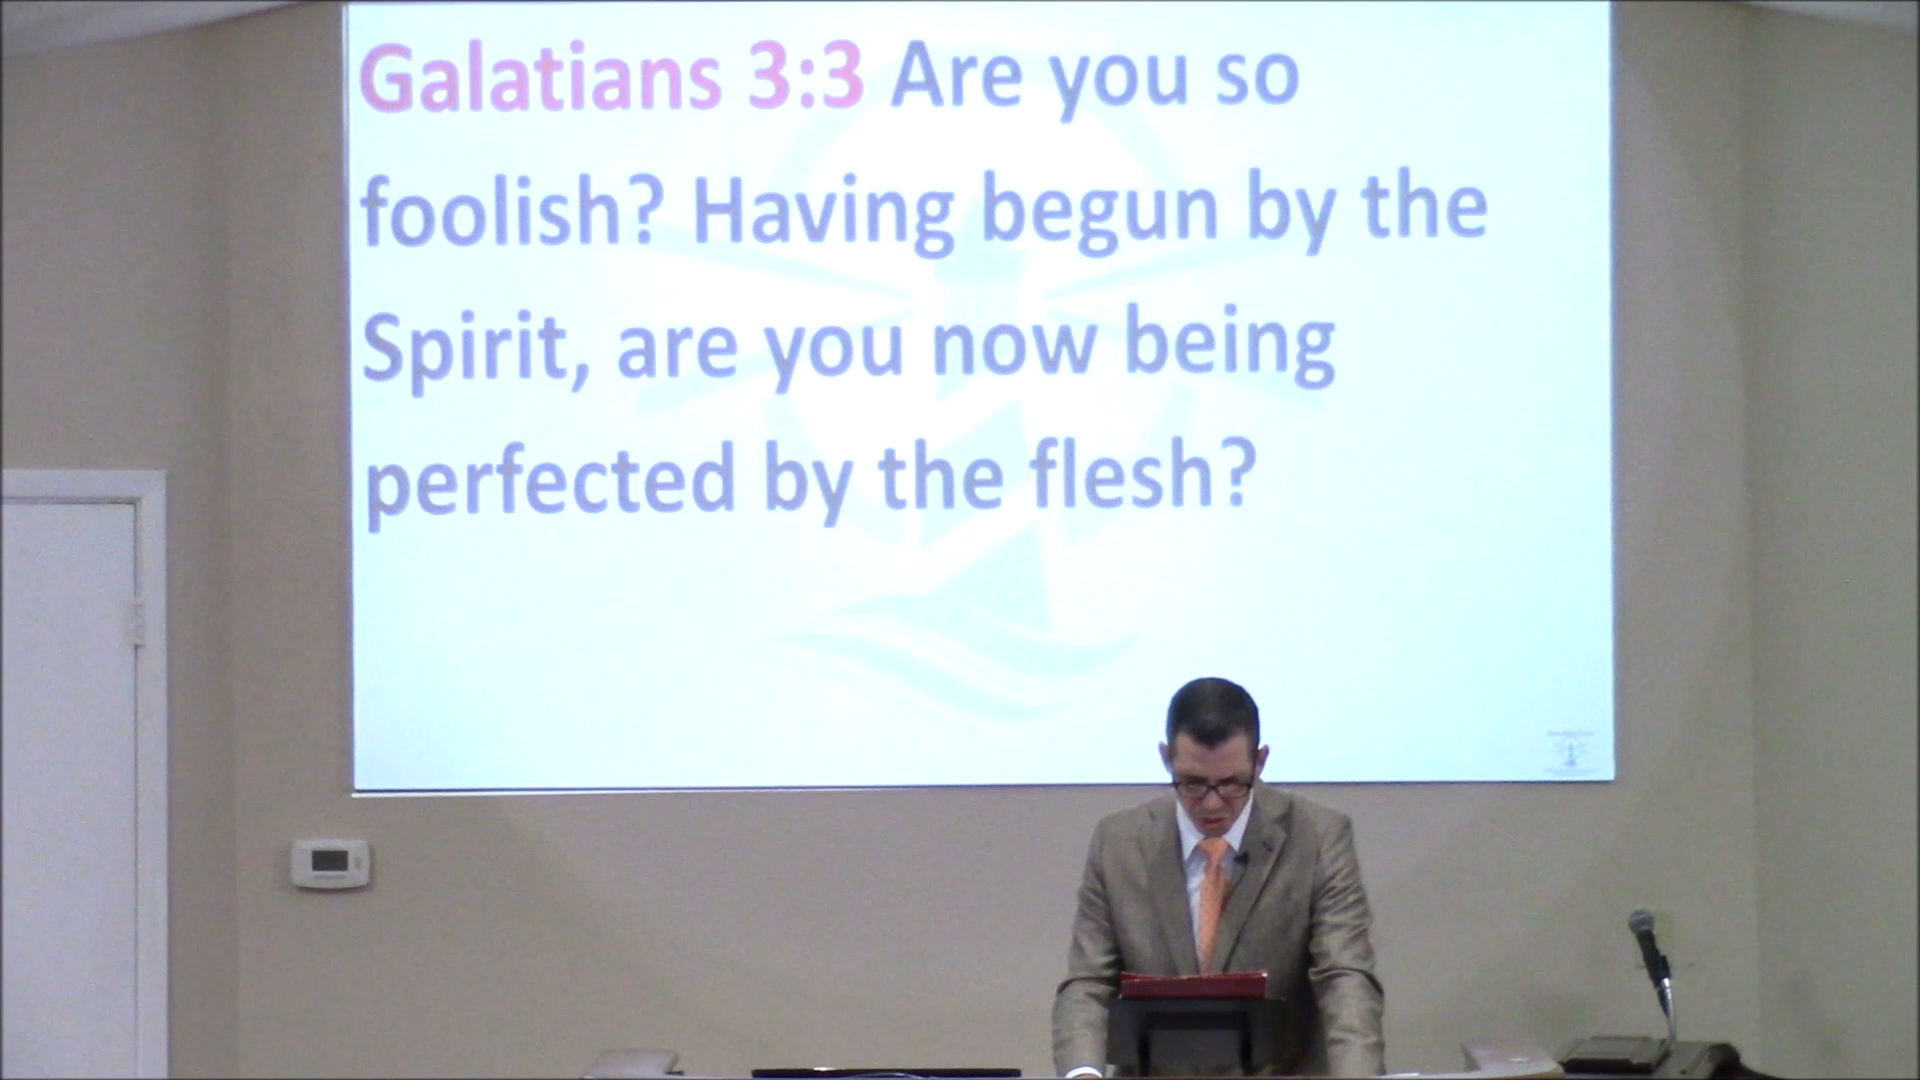 Galatians 3:3 Are you so
foolish? Having begun by the
Spirit, are you now being
perfected by the flesh?